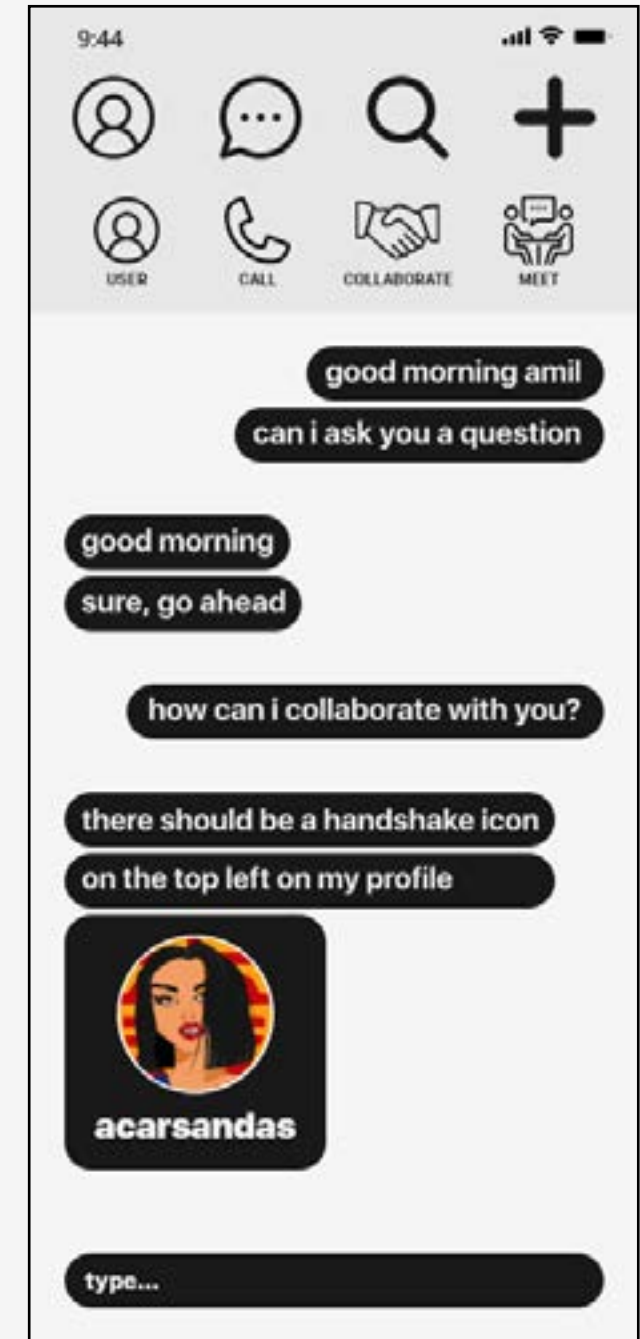 9:44
USER
CALL
COLLABORATE
MEET
good morning amil
can i ask you a question
good morning
sure, go ahead
how can i collaborate with you?
there should be a handshake icon
on the top left on my profile
acarsandas
type...